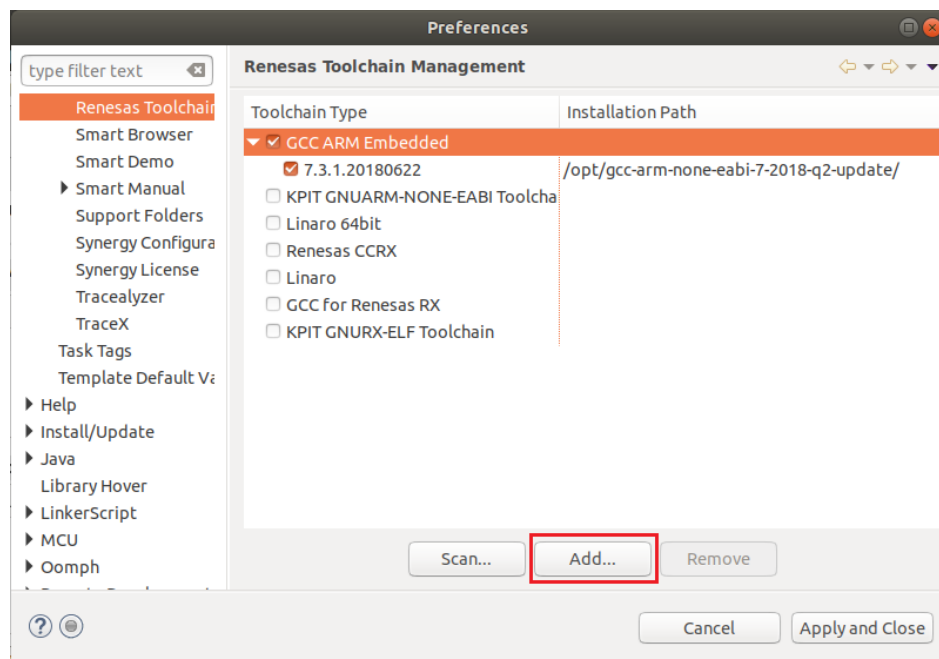 Preferences
type filter text
Renesas Toolchain Management
Renesas Toolchain
Smart Browser
Smart Demo
Smart Manual
Support Folders
Synergy Configura
Synergy License
Tracealyzer
TraceX
Task Tags
Template Default Va
Help
Install/Update
Java
Library Hover
LinkerScript
MCU
Oomph
Toolchain Type
Installation Path
GCC ARM Embedded
7.3.1.20180622
/opt/gcc-arm-none-eabi-7-2018-q2-update/
KPIT GNUARM-NONE-EABI Toolcha
Linaro 64bit
Renesas CCRX
Linaro
GCC for Renesas RX
KPIT GNURX-ELF Toolchain
Scan...
Add...
Remove
?
Cancel
Apply and Close